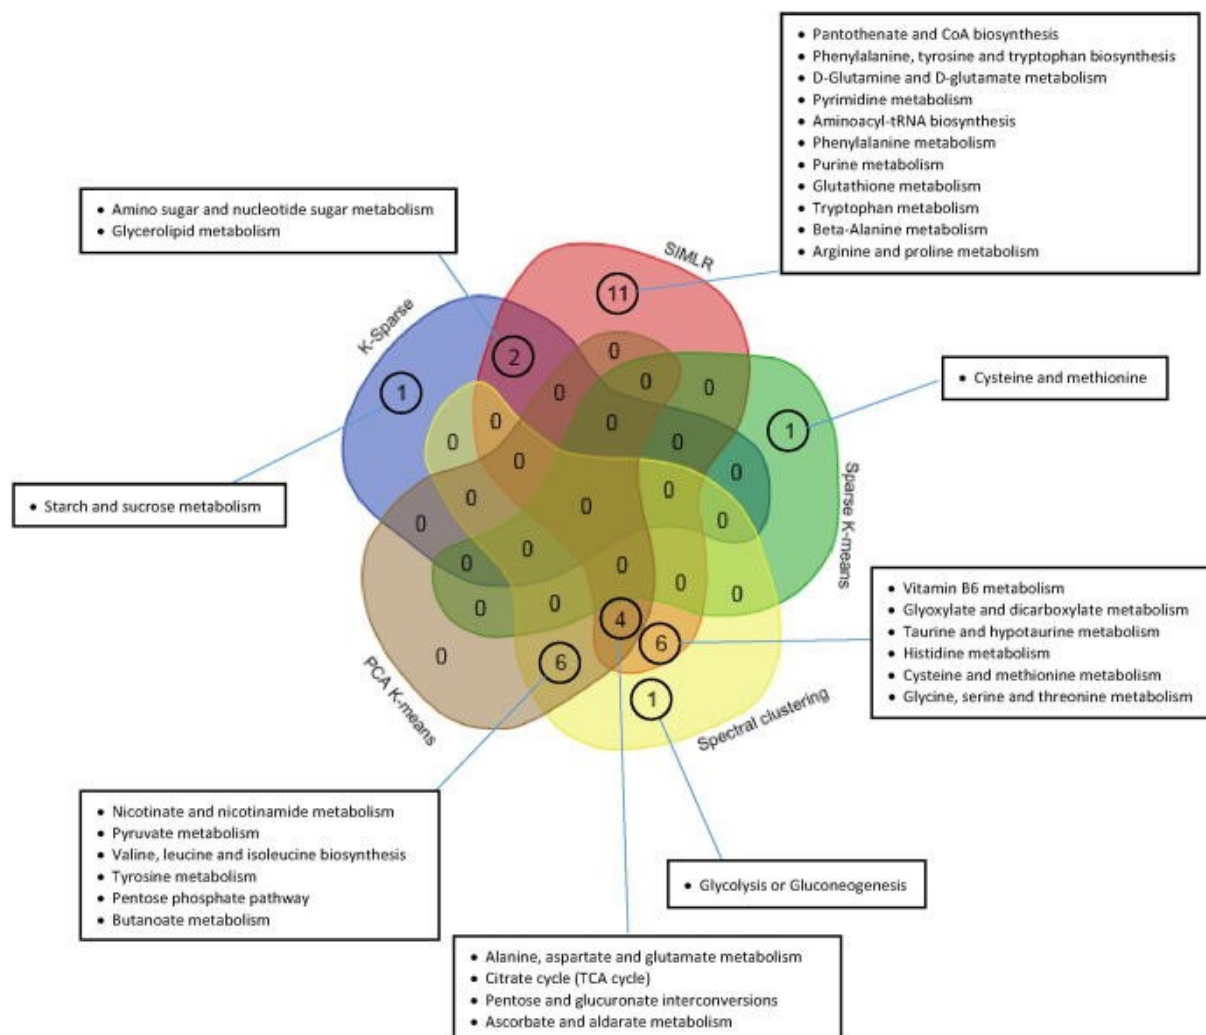 • Pantothenate and CoA biosynthesis
• Phenylalanine, tyrosine and tryptophan biosynthesis
• D-Glutamine and D-glutamate metabolism
• Pyrimidine metabolism
• Aminoacyl-tRNA biosynthesis
• Phenylalanine metabolism
• Purine metabolism
• Glutathione metabolism
• Tryptophan metabolism
• Beta-Alanine metabolism
• Arginine and proline metabolism
• Amino sugar and nucleotide sugar metabolism
• Glycerolipid metabolism
SIMLR
K-Sparse
11
2
0
1
0
0
0
• Cysteine and methionine
0
0
1
0
0
0
0
0
Sparse K-means
• Starch and sucrose metabolism
0
0
0
0
0
0
0
0
0
0
0
0
0
• Vitamin B6 metabolism
• Glyoxylate and dicarboxylate metabolism
• Taurine and hypotaurine metabolism
• Histidine metabolism
• Cysteine and methionine metabolism
• Glycine, serine and threonine metabolism
4
6
0
6
1
PCA K-means
Spectral clustering
• Nicotinate and nicotinamide metabolism
• Pyruvate metabolism
• Valine, leucine and isoleucine biosynthesis
• Tyrosine metabolism
• Pentose phosphate pathway
• Butanoate metabolism
• Glycolysis or Gluconeogenesis
• Alanine, aspartate and glutamate metabolism
• Citrate cycle (TCA cycle)
• Pentose and glucuronate interconversions
• Ascorbate and aldarate metabolism